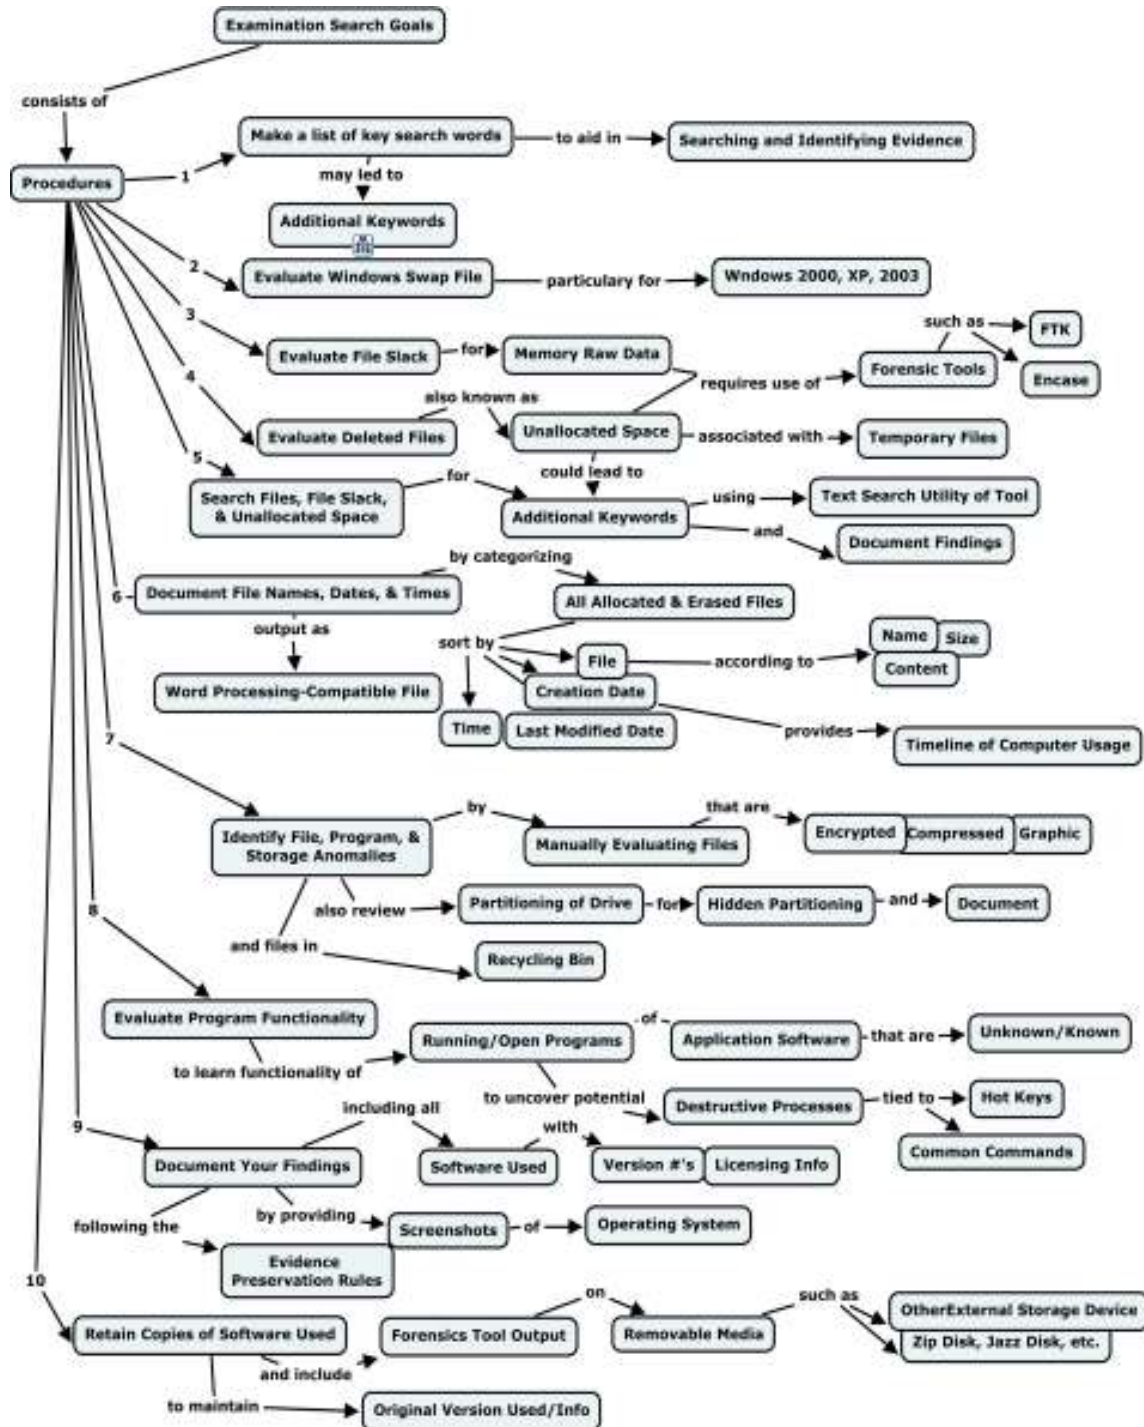 Examination Search Goals
consists of
Procedures
1
Make a list of key search words
to aid in
Searching and Identifying Evidence
may led to
Additional Keywords
2
Evaluate Windows Swap File
particulary for
Wndows 2000, XP, 2003
3
Evaluate File Slack
for
Memory Raw Data
requires use of
Forensic Tools
such as
FTK
Encase
4
Evaluate Deleted Files
also known as
Unallocated Space
associated with
Temporary Files
could lead to
5
Search Files, File Slack,
& Unallocated Space
for
Additional Keywords
using
Text Search Utility of Tool
and
Document Findings
6
Document File Names, Dates, & Times
by categorizing
All Allocated & Erased Files
output as
Word Processing-Compatible File
sort by
File
according to
Name
Size
Content
Creation Date
Time
Last Modified Date
provides
Timeline of Computer Usage
7
Identify File, Program, &
Storage Anomalies
by
Manually Evaluating Files
that are
Encrypted
Compressed
Graphic
also review
Partitioning of Drive
for
Hidden Partitioning
and
Document
and files in
Recycling Bin
8
Evaluate Program Functionality
to learn functionality of
Running/Open Programs
of
Application Software
that are
Unknown/Known
to uncover potential
Destructive Processes
tied to
Hot Keys
Common Commands
9
Document Your Findings
including all
Software Used
with
Version #'s
Licensing Info
following the
Evidence
Preservation Rules
by providing
Screenshots
of
Operating System
10
Retain Copies of Software Used
and include
Forensics Tool Output
on
Removable Media
such as
OtherExternal Storage Device
Zip Disk, Jazz Disk, etc.
to maintain
Original Version Used/Info